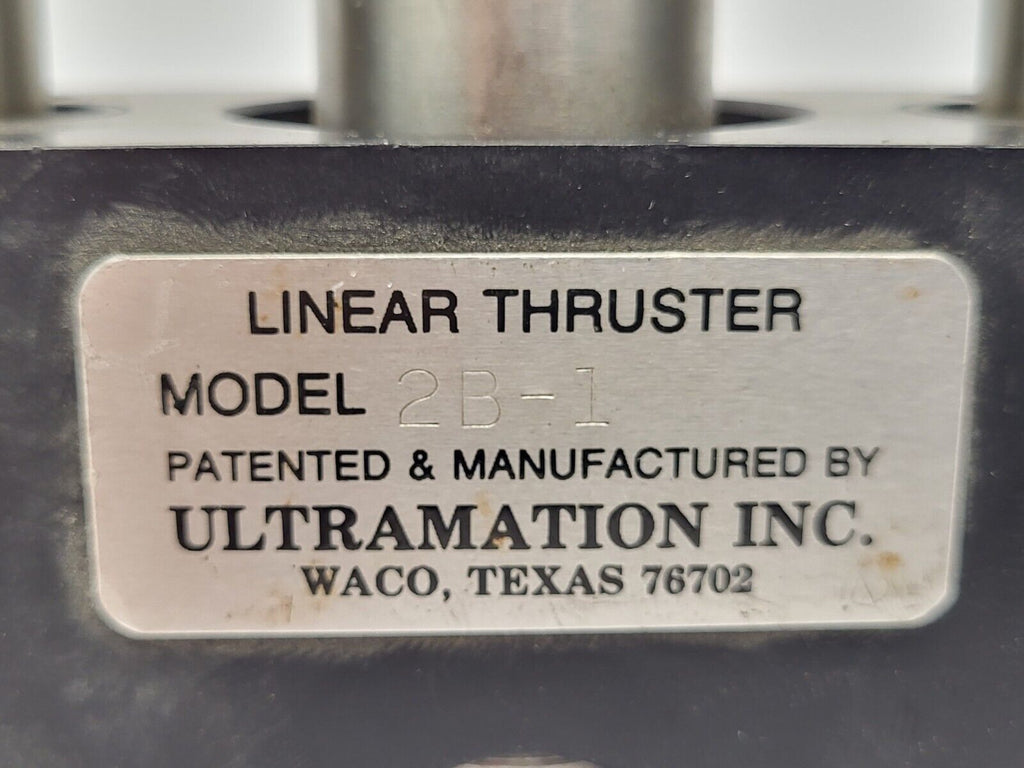 LINEAR THRUSTER
MODEL 2B-1
PATENTED & MANUFACTURED BY
ULTRAMATION INC.
WACO, TEXAS 76702